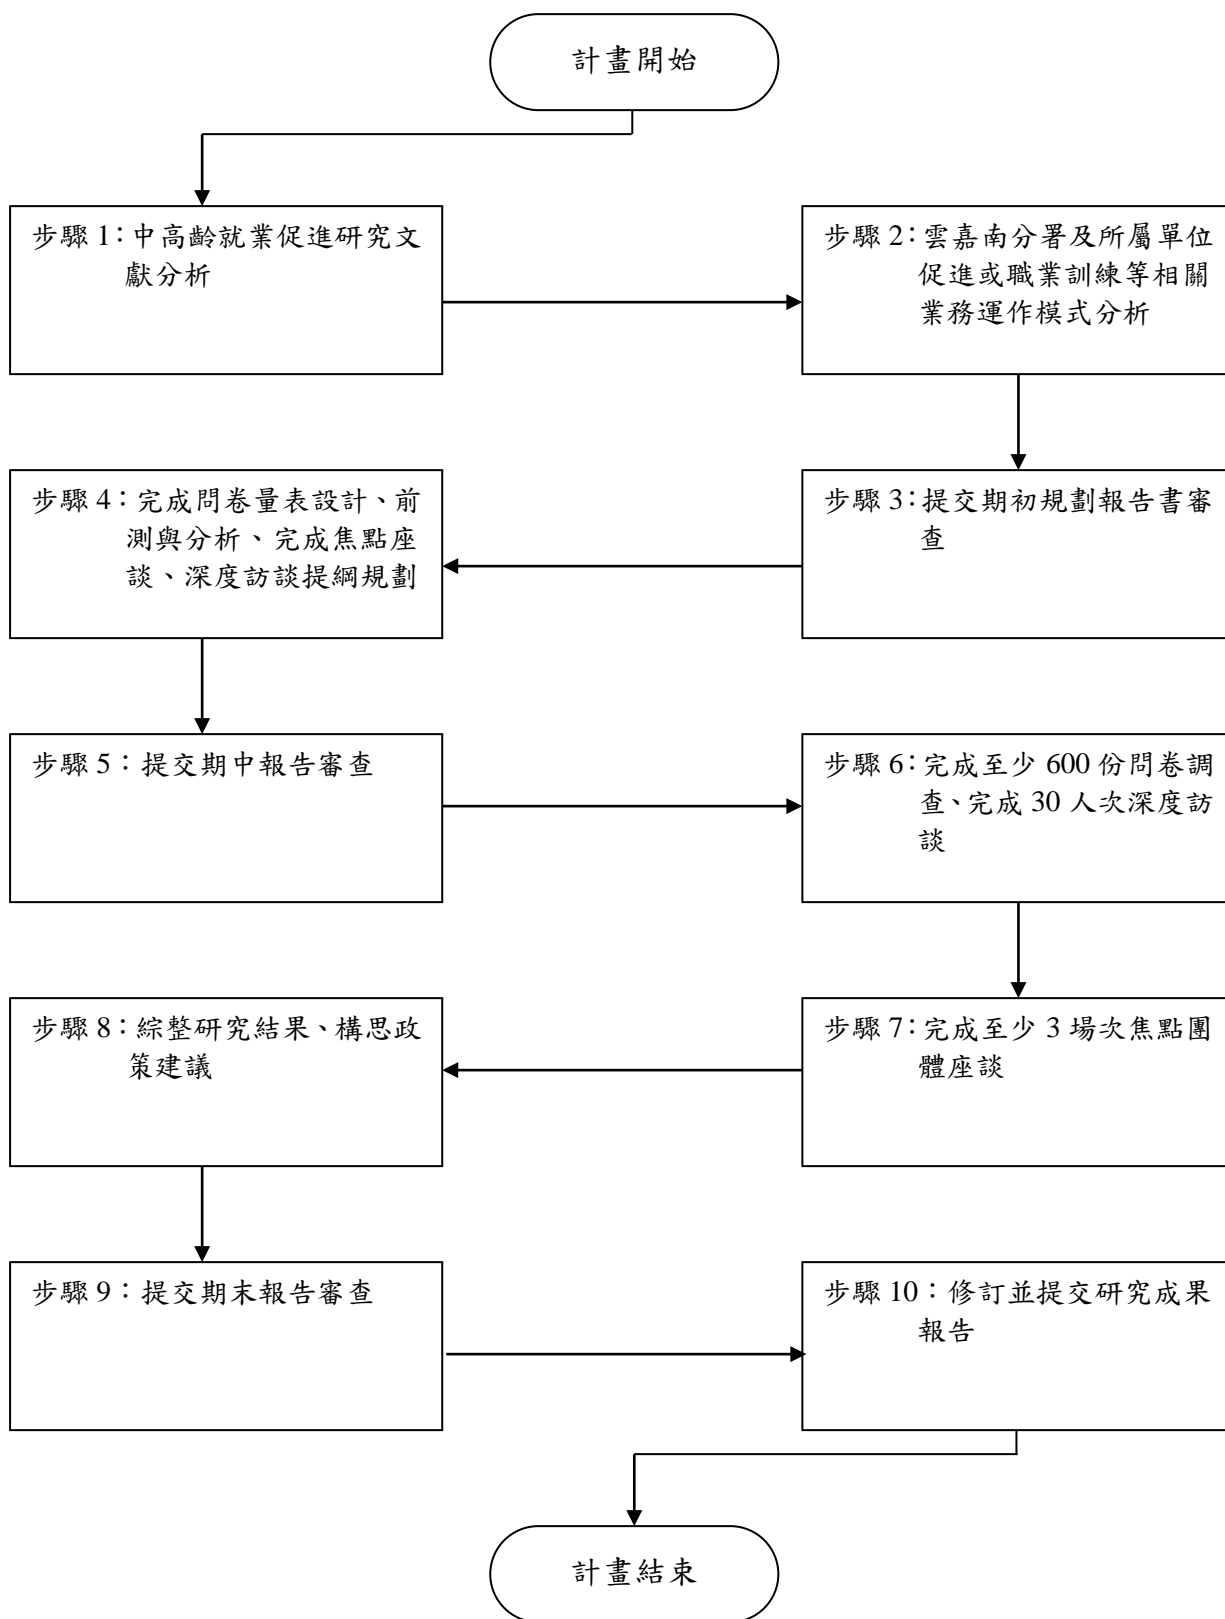 計畫開始
步驟 1：中高齡就業促進研究文
獻分析
步驟 2：雲嘉南分署及所屬單位
促進或職業訓練等相關
業務運作模式分析
步驟 3：提交期初規劃報告書審
查
步驟 4：完成問卷量表設計、前
測與分析、完成焦點座
談、深度訪談提綱規劃
步驟 5：提交期中報告審查
步驟 6：完成至少 600 份問卷調
查、完成 30 人次深度訪
談
步驟 7：完成至少 3 場次焦點團
體座談
步驟 8：綜整研究結果、構思政
策建議
步驟 9：提交期末報告審查
步驟 10：修訂並提交研究成果
報告
計畫結束